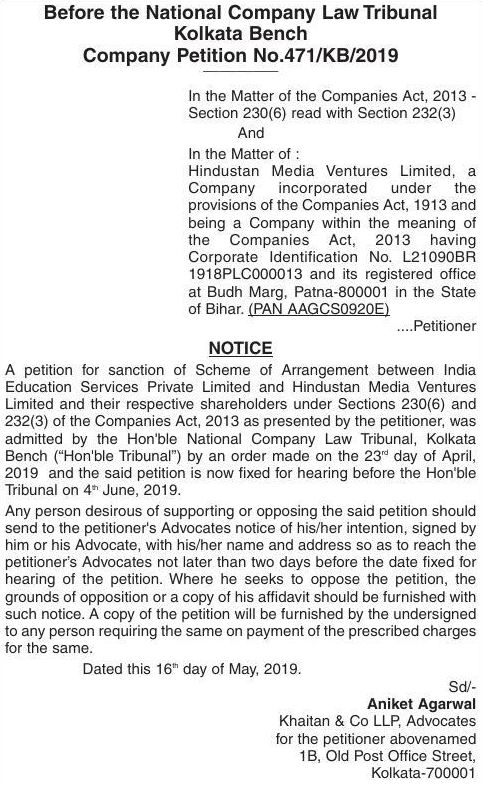 Before the National Company Law Tribunal
Kolkata Bench
Company Petition No.471/KB/2019
In the Matter of the Companies Act, 2013 -
Section 230(6) read with Section 232(3)
And
In the Matter of :
Hindustan Media Ventures Limited, a
Company incorporated under the
provisions of the Companies Act, 1913 and
being a Company within the meaning of
the Companies Act, 2013 having
Corporate Identification No. L21090BR
1918PLC000013 and its registered office
at Budh Marg, Patna-800001 in the State
of Bihar. (PAN AAGCS0920E)
....Petitioner
NOTICE
A petition for sanction of Scheme of Arrangement between India
Education Services Private Limited and Hindustan Media Ventures
Limited and their respective shareholders under Sections 230(6) and
232(3) of the Companies Act, 2013 as presented by the petitioner, was
admitted by the Hon'ble National Company Law Tribunal, Kolkata
Bench (“Hon'ble Tribunal”) by an order made on the 23rd day of April,
2019 and the said petition is now fixed for hearing before the Hon'ble
Tribunal on 4th June, 2019.
Any person desirous of supporting or opposing the said petition should
send to the petitioner's Advocates notice of his/her intention, signed by
him or his Advocate, with his/her name and address so as to reach the
petitioner’s Advocates not later than two days before the date fixed for
hearing of the petition. Where he seeks to oppose the petition, the
grounds of opposition or a copy of his affidavit should be furnished with
such notice. A copy of the petition will be furnished by the undersigned
to any person requiring the same on payment of the prescribed charges
for the same.
Dated this 16th day of May, 2019.
Sd/-
Aniket Agarwal
Khaitan & Co LLP, Advocates
for the petitioner abovenamed
1B, Old Post Office Street,
Kolkata-700001